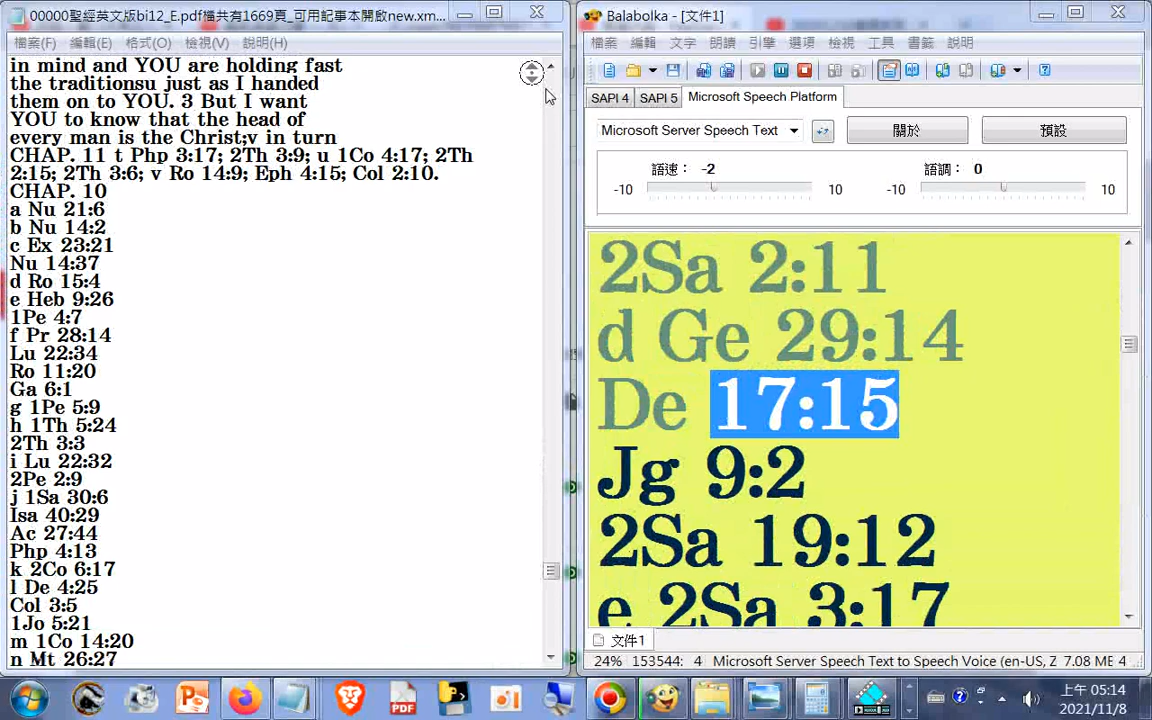 00000聖經英文版bi12_E.pdf檔共有1669頁_可用記事本開啟new.xm...
檔案(F) 編輯(E) 格式(O) 檢視(V) 說明(H)
in mind and YOU are holding fast
the traditionsu just as I handed
them on to YOU. 3 But I want
YOU to know that the head of
every man is the Christ;v in turn
CHAP. 11 t Php 3:17; 2Th 3:9; u 1Co 4:17; 2Th
2:15; 2Th 3:6; v Ro 14:9; Eph 4:15; Col 2:10.
CHAP. 10
a Nu 21:6
b Nu 14:2
c Ex 23:21
Nu 14:37
d Ro 15:4
e Heb 9:26
1Pe 4:7
f Pr 28:14
Lu 22:34
Ro 11:20
Ga 6:1
g 1Pe 5:9
h 1Th 5:24
2Th 3:3
i Lu 22:32
2Pe 2:9
j 1Sa 30:6
Isa 40:29
Ac 27:44
Php 4:13
k 2Co 6:17
l De 4:25
Col 3:5
1Jo 5:21
m 1Co 14:20
n Mt 26:27
Balabolka - [文件1]
檔案 編輯 文字 朗讀 引擎 選項 檢視 工具 書籤 說明
SAPI 4 SAPI 5 Microsoft Speech Platform
Microsoft Server Speech Text 關於 預設
語速： -2 語調： 0
-10 10 -10 10
2Sa 2:11
d Ge 29:14
De 17:15
Jg 9:2
2Sa 19:12
e 2Sa 3:17
文件1
24% 153544: 4 Microsoft Server Speech Text to Speech Voice (en-US, Z 7.08 ME 4
PDF
上午 05:14
2021/11/8